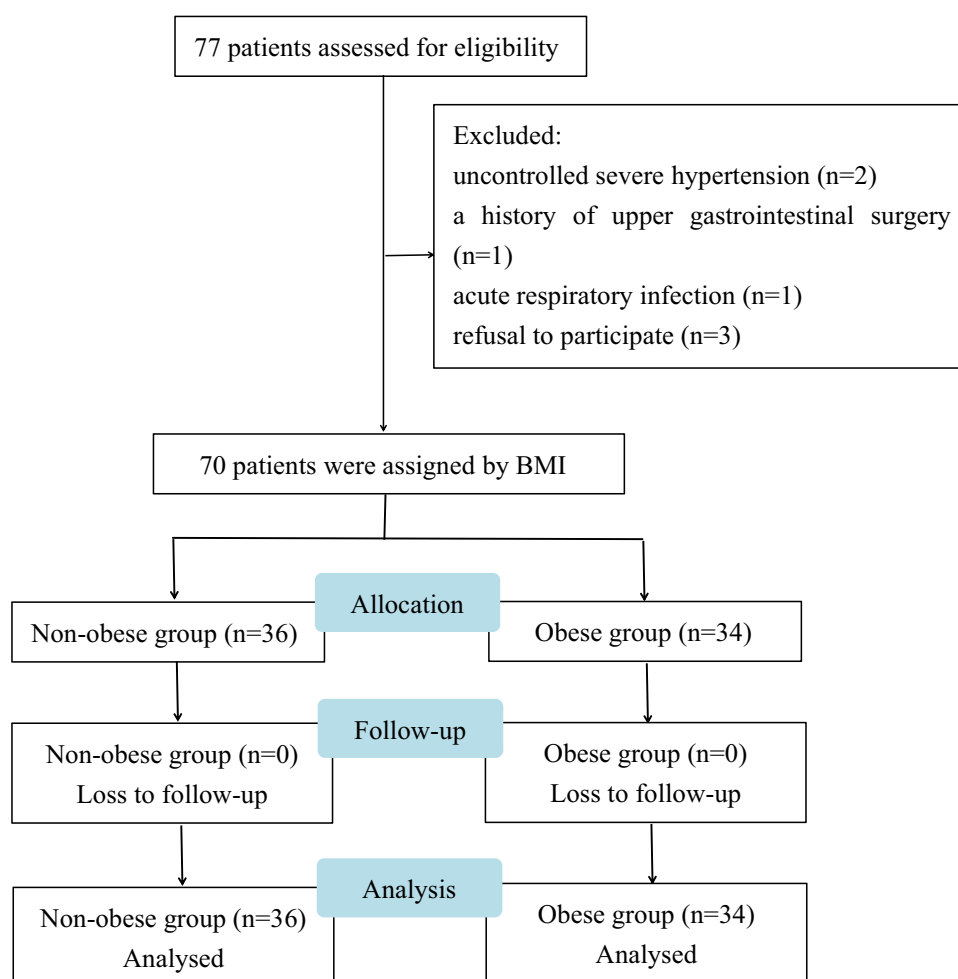 77 patients assessed for eligibility
Excluded:
uncontrolled severe hypertension (n=2)
a history of upper gastrointestinal surgery
(n=1)
acute respiratory infection (n=1)
refusal to participate (n=3)
70 patients were assigned by BMI
Allocation
Non-obese group (n=36)
Obese group (n=34)
Follow-up
Non-obese group (n=0)
Loss to follow-up
Obese group (n=0)
Loss to follow-up
Analysis
Non-obese group (n=36)
Analysed
Obese group (n=34)
Analysed